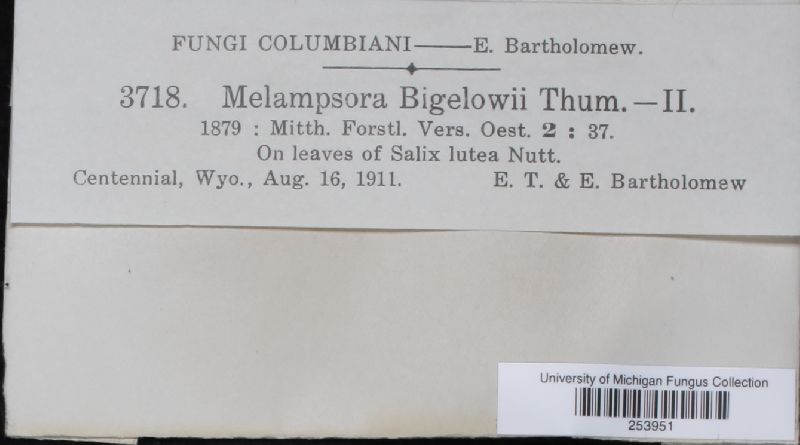 FUNGI COLUMBIANI——E. Bartholomew.
3718. Melampsora Bigelowii Thum.—II.
1879 : Mitth. Forstl. Vers. Oest. 2 : 37.
On leaves of Salix lutea Nutt.
Centennial, Wyo., Aug. 16, 1911. E. T. & E. Bartholomew
University of Michigan Fungus Collection
253951